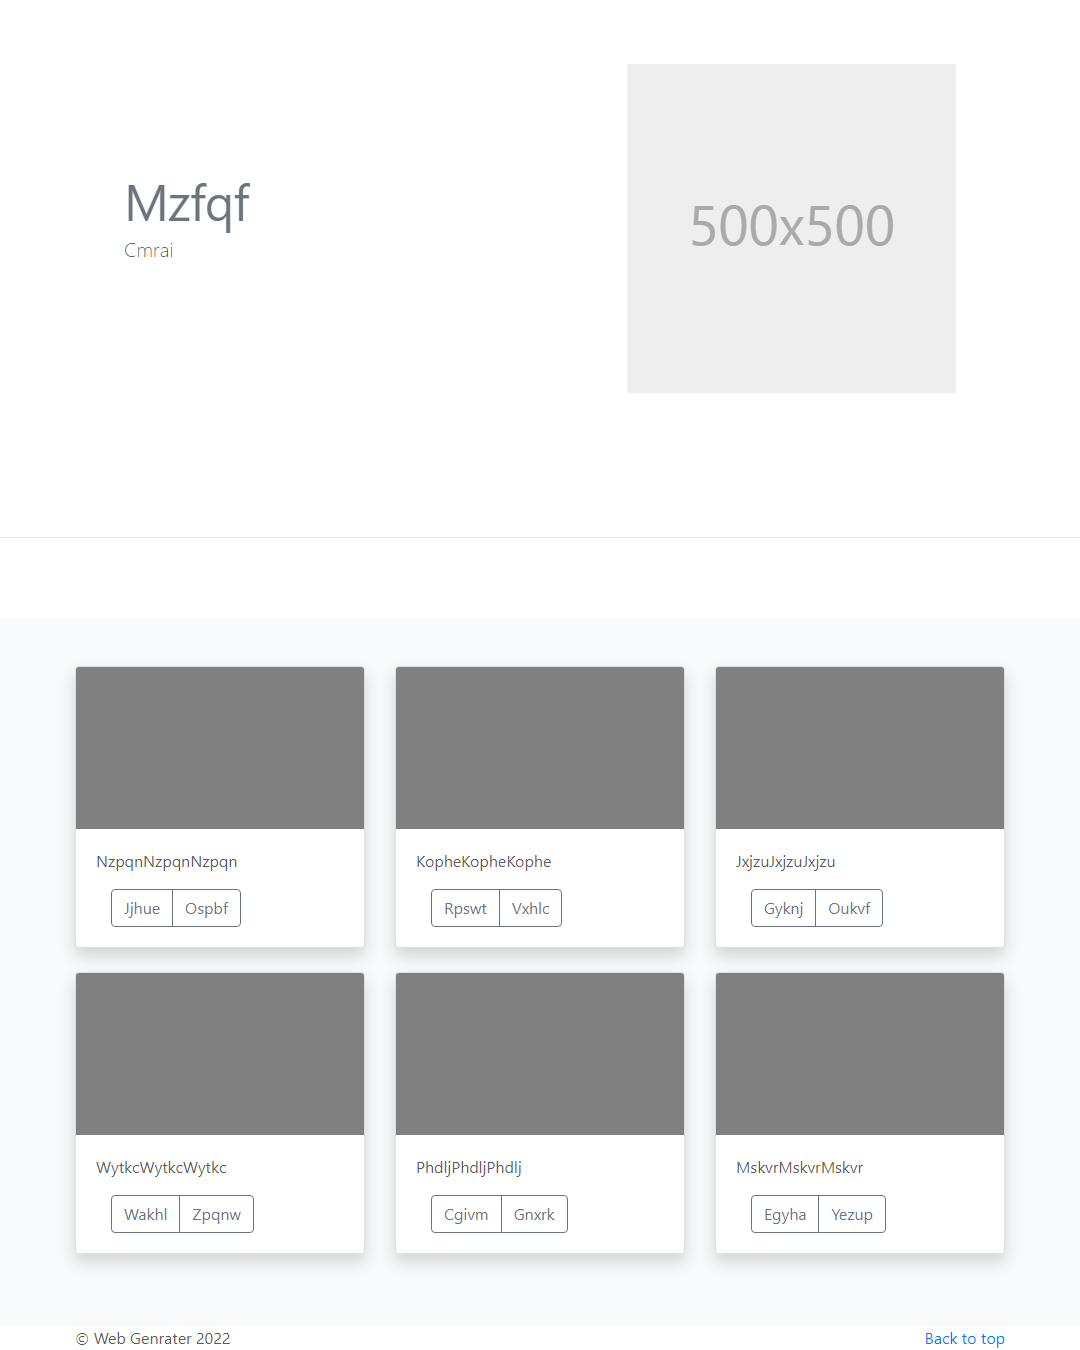 Mzfqf
Cmrai
500x500
NzpqnNzpqnNzpqn
Jjhue Ospbf
KopheKopheKophe
Rpswt Vxhlc
JxjzuJxjzuJxjzu
Gyknj Oukvf
WytkcWytkcWytkc
Wakhl Zpqnw
PhdljPhdljPhdlj
Cgivm Gnxrk
MskvrMskvrMskvr
Egyha Yezup
© Web Genrater 2022
Back to top